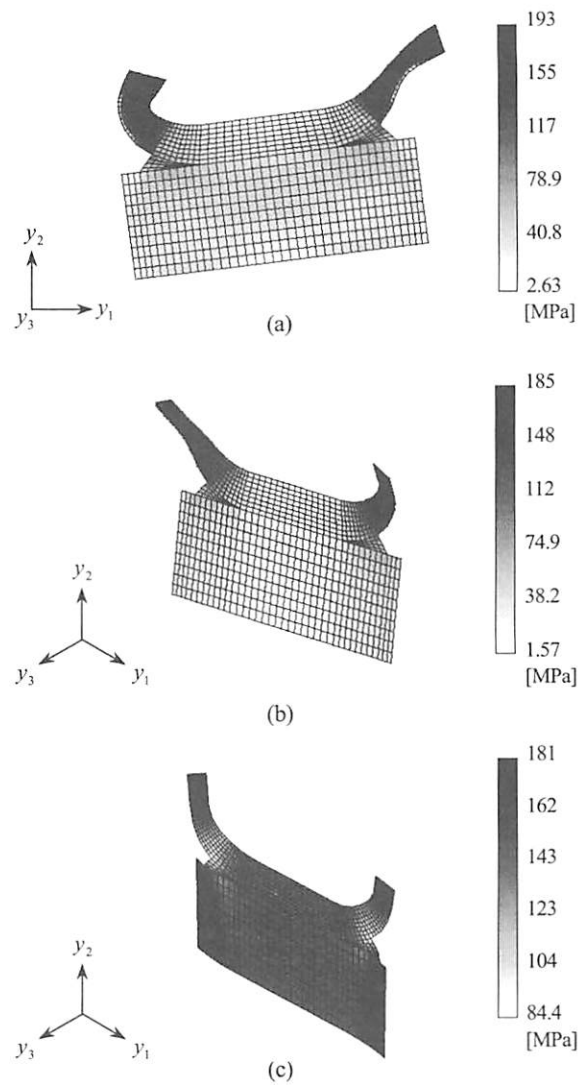 193
155
117
78.9
40.8
2.63
[MPa]
y2
y3
y1
(a)
185
148
112
74.9
38.2
1.57
[MPa]
y2
y3
y1
(b)
181
162
143
123
104
84.4
[MPa]
y2
y3
y1
(c)